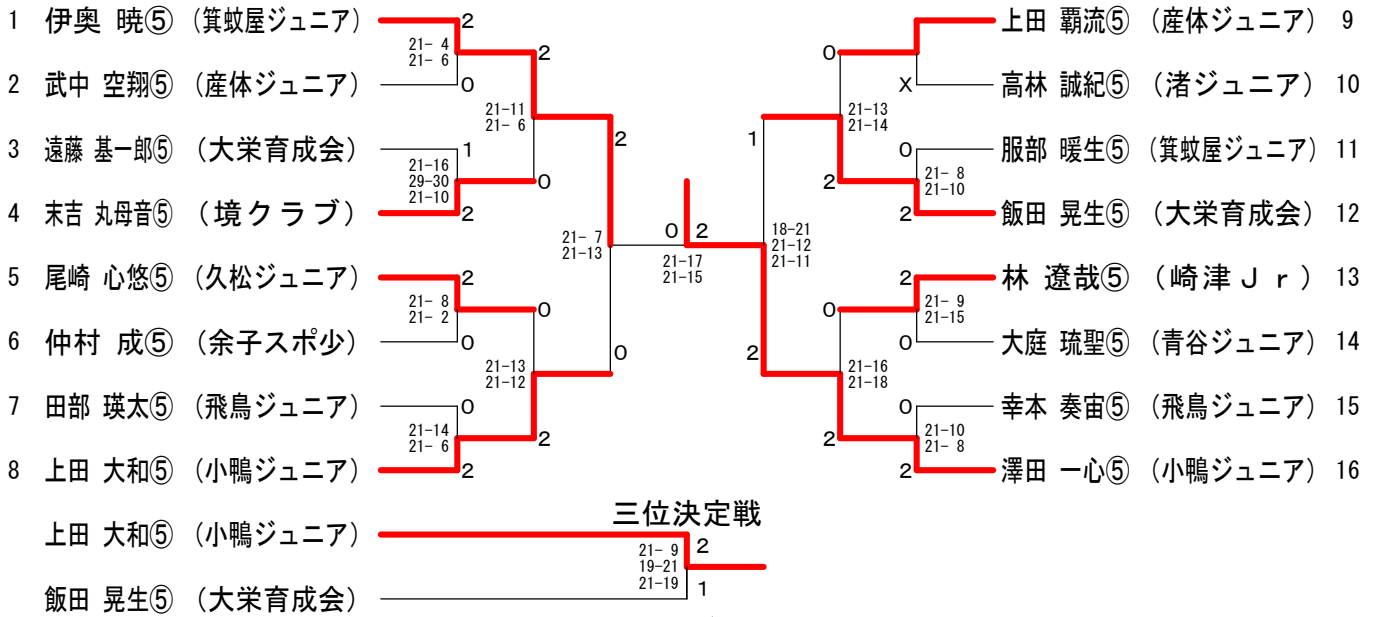 1 伊奥 暁⑤ (箕蚊屋ジュニア) 2 上田 覇流⑤ (産体ジュニア) 9
21- 4 2 0
21- 6
2 武中 空翔⑤ (産体ジュニア) 0 X 高林 誠紀⑤ (渚ジュニア) 10
21-11 21-13
21- 6 21-14
3 遠藤 基一郎⑤ (大栄育成会) 1 2 1 0 服部 暖生⑤ (箕蚊屋ジュニア) 11
21-16 21- 8
29-30 0 2 21-10
21-10
4 末吉 丸母音⑤ (境クラブ) 2 2 飯田 晃生⑤ (大栄育成会) 12
21- 7 0 2 18-21
21-13 21-12
21-17 21-11
21-15
5 尾崎 心悠⑤ (久松ジュニア) 2 2 林 遼哉⑤ (崎津Jr) 13
21- 8 0 0 21- 9
21- 2 21-15
6 仲村 成⑤ (余子スポ少) 0 0 2 0 大庭 琉聖⑤ (青谷ジュニア) 14
21-13 21-16
21-12 21-18
7 田部 瑛太⑤ (飛鳥ジュニア) 0 0 幸本 奏宙⑤ (飛鳥ジュニア) 15
21-14 2 2 21-10
21- 6 21- 8
8 上田 大和⑤ (小鴨ジュニア) 2 2 澤田 一心⑤ (小鴨ジュニア) 16
三位決定戦
上田 大和⑤ (小鴨ジュニア) 2
21- 9
19-21
21-19
飯田 晃生⑤ (大栄育成会) 1